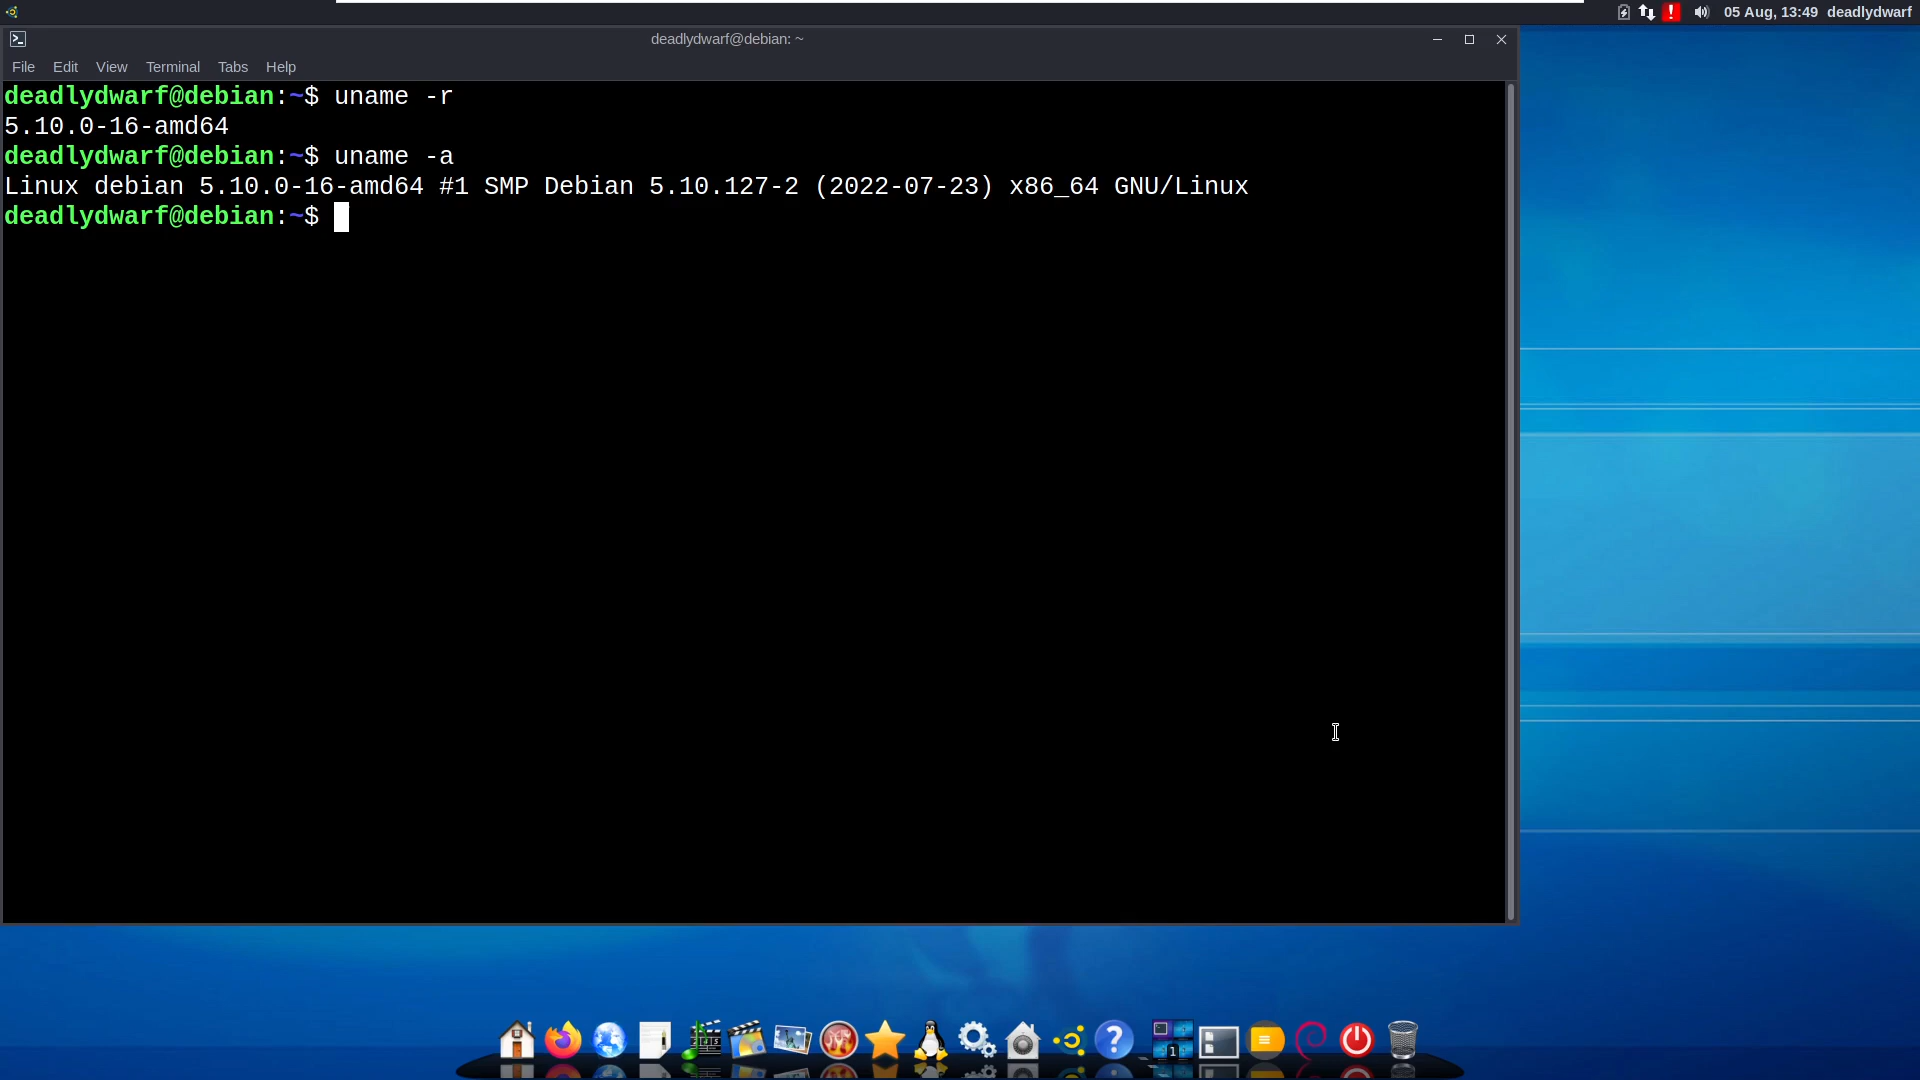 05 Aug, 13:49 deadlydwarf
deadlydwarf@debian: ~
File Edit View Terminal Tabs Help
deadlydwarf@debian:~$ uname -r
5.10.0-16-amd64
deadlydwarf@debian:~$ uname -a
Linux debian 5.10.0-16-amd64 #1 SMP Debian 5.10.127-2 (2022-07-23) x86_64 GNU/Linux
deadlydwarf@debian:~$
1